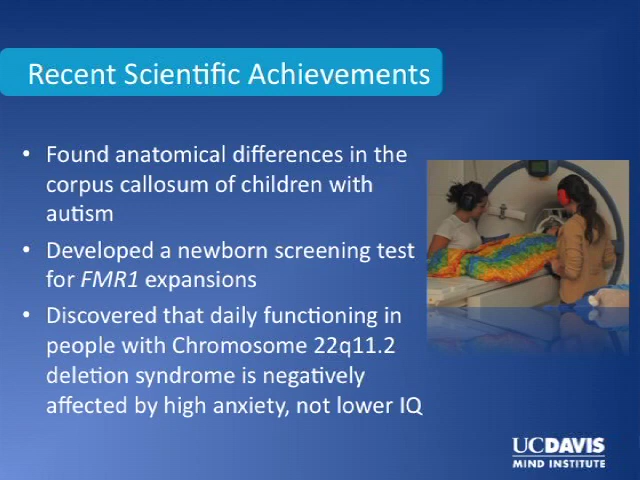 Recent Scientific Achievements
• Found anatomical differences in the
corpus callosum of children with
autism
• Developed a newborn screening test
for FMR1 expansions
• Discovered that daily functioning in
people with Chromosome 22q11.2
deletion syndrome is negatively
affected by high anxiety, not lower IQ
UCDAVIS
MIND INSTITUTE